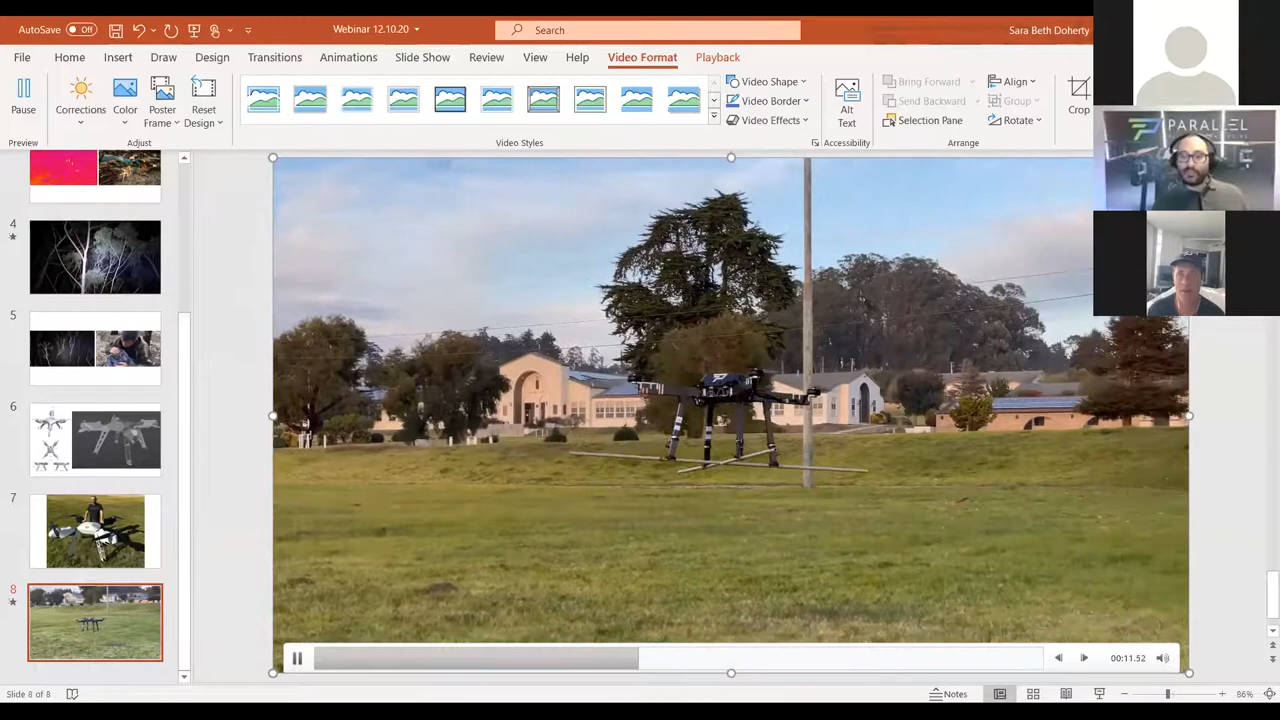 AutoSave Off Webinar 12.10.20 Search Sara Beth Doherty
File Home Insert Draw Design Transitions Animations Slide Show Review View Help Video Format Playback
Pause Corrections Color Poster Frame Reset Design
Video Shape
Video Border
Video Effects
Alt Text
Bring Forward
Send Backward
Selection Pane
Align
Group
Rotate
Crop
Preview Adjust Video Styles Accessibility Arrange
PARALLEL
4
5
6
7
8
00:11.52
Slide 8 of 8 Notes 86%